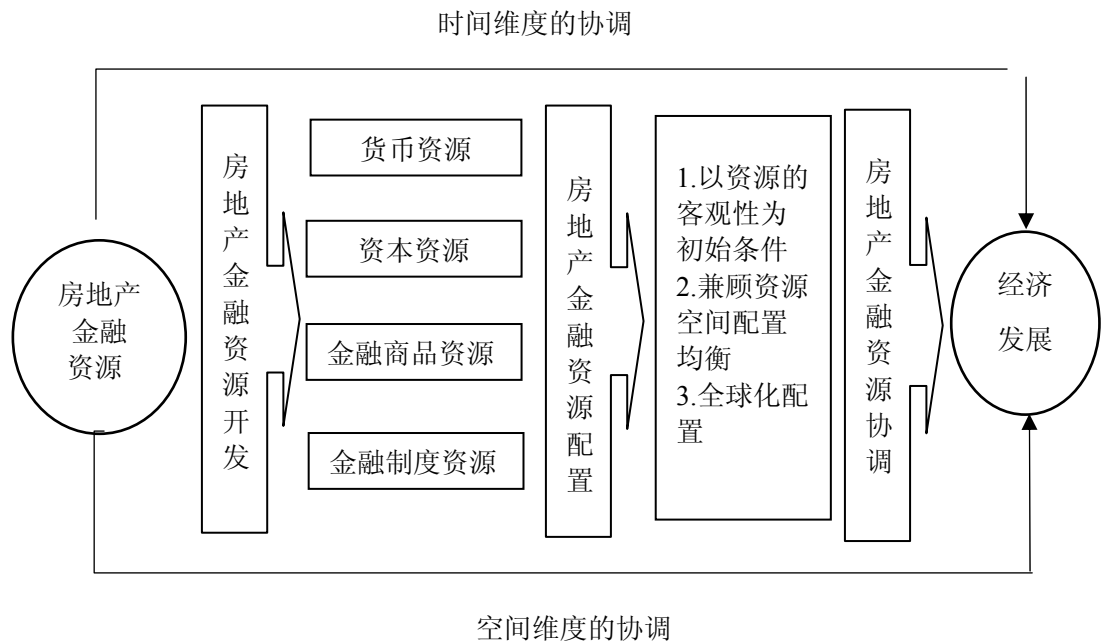 时间维度的协调
房地产
金融
资源
房地产金融资源开发
货币资源
资本资源
金融商品资源
金融制度资源
房地产金融资源配置
1.以资源的
客观性为
初始条件
2.兼顾资源
空间配置
均衡
3.全球化配
置
房地产金融资源协调
经济
发展
空间维度的协调